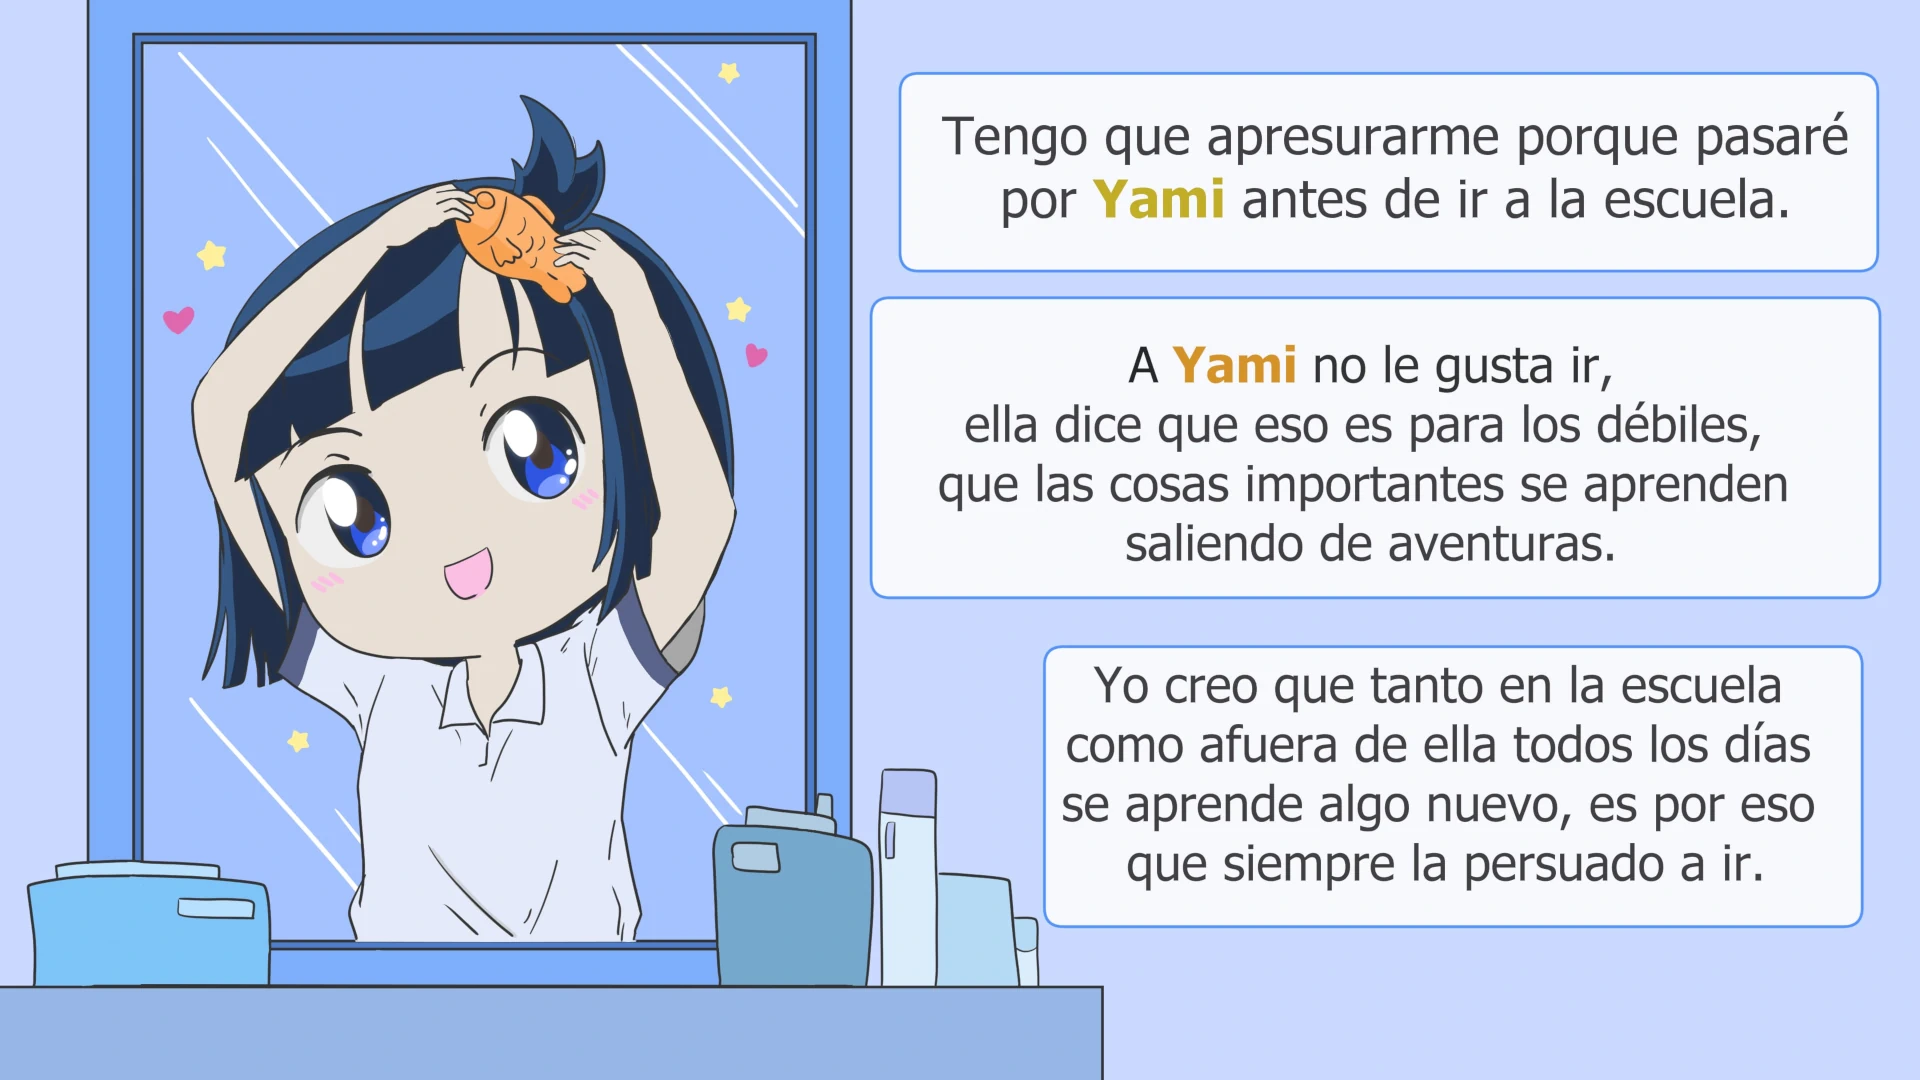 Tengo que apresurarme porque pasaré
por Yami antes de ir a la escuela.
A Yami no le gusta ir,
ella dice que eso es para los débiles,
que las cosas importantes se aprenden
saliendo de aventuras.
Yo creo que tanto en la escuela
como afuera de ella todos los días
se aprende algo nuevo, es por eso
que siempre la persuado a ir.